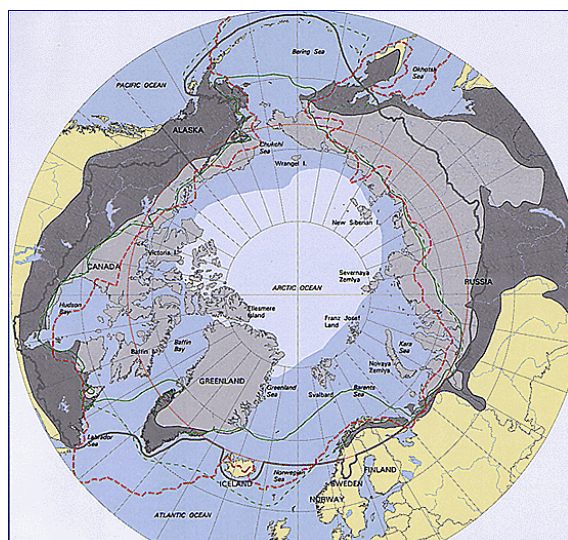 Bering Sea
Okhotsk Sea
PACIFIC OCEAN
ALASKA
Chukchi
Sea
Wrangel I.
New Siberian I.
Victoria I.
CANADA
Severnaya
Zemlya
RUSSIA
ARCTIC OCEAN
Hudson
Bay
Ellesmere
Island
Franz Josef
Land
Kara
Sea
Baffin
Bay
Baffin I.
Novaya
Zemlya
GREENLAND
Greenland
Sea
Svalbard
Barents
Sea
Labrador
Sea
ICELAND
Norwegian
Sea
FINLAND
SWEDEN
NORWAY
ATLANTIC OCEAN